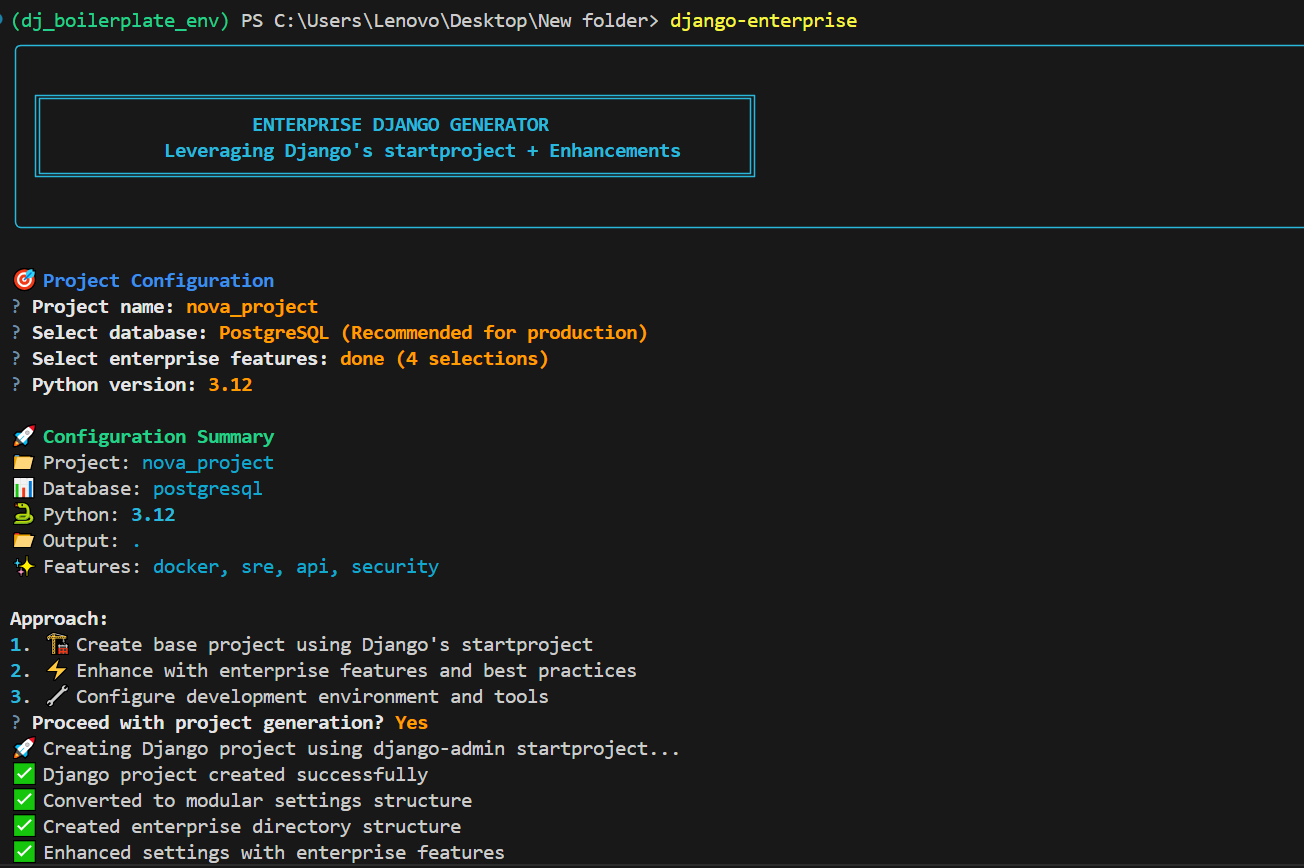 (dj_boilerplate_env) PS C:\Users\Lenovo\Desktop\New folder> django-enterprise
ENTERPRISE DJANGO GENERATOR
Leveraging Django's startproject + Enhancements
🎯 Project Configuration
? Project name: nova_project
? Select database: PostgreSQL (Recommended for production)
? Select enterprise features: done (4 selections)
? Python version: 3.12
🚀 Configuration Summary
📁 Project: nova_project
📊 Database: postgresql
🐍 Python: 3.12
📂 Output: .
✨ Features: docker, sre, api, security
Approach:
1. 🏗️ Create base project using Django's startproject
2. ⚡ Enhance with enterprise features and best practices
3. 🔧 Configure development environment and tools
? Proceed with project generation? Yes
🚀 Creating Django project using django-admin startproject...
✅ Django project created successfully
✅ Converted to modular settings structure
✅ Created enterprise directory structure
✅ Enhanced settings with enterprise features